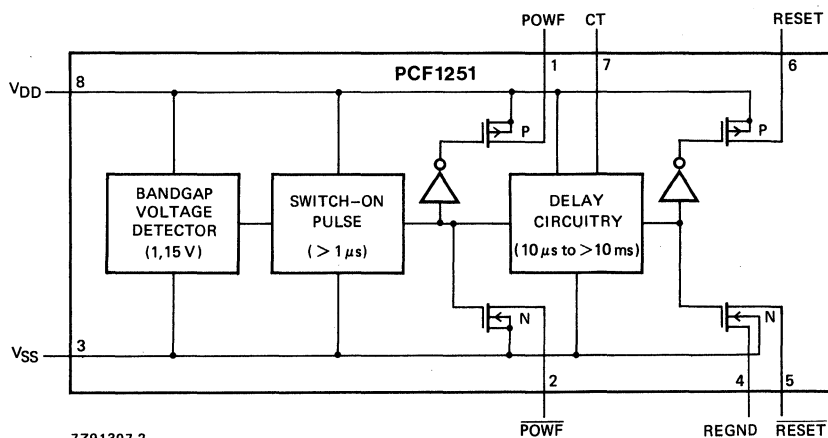 POWF CT RESET
1 7 6
PCF1251
8
VDD
P P
BANDGAP
VOLTAGE
DETECTOR
(1,15 V)
SWITCH-ON
PULSE
(> 1 μs)
DELAY
CIRCUITRY
(10 μs to >10 ms)
N N
3
VSS
2 4 5
POWF REGND RESET